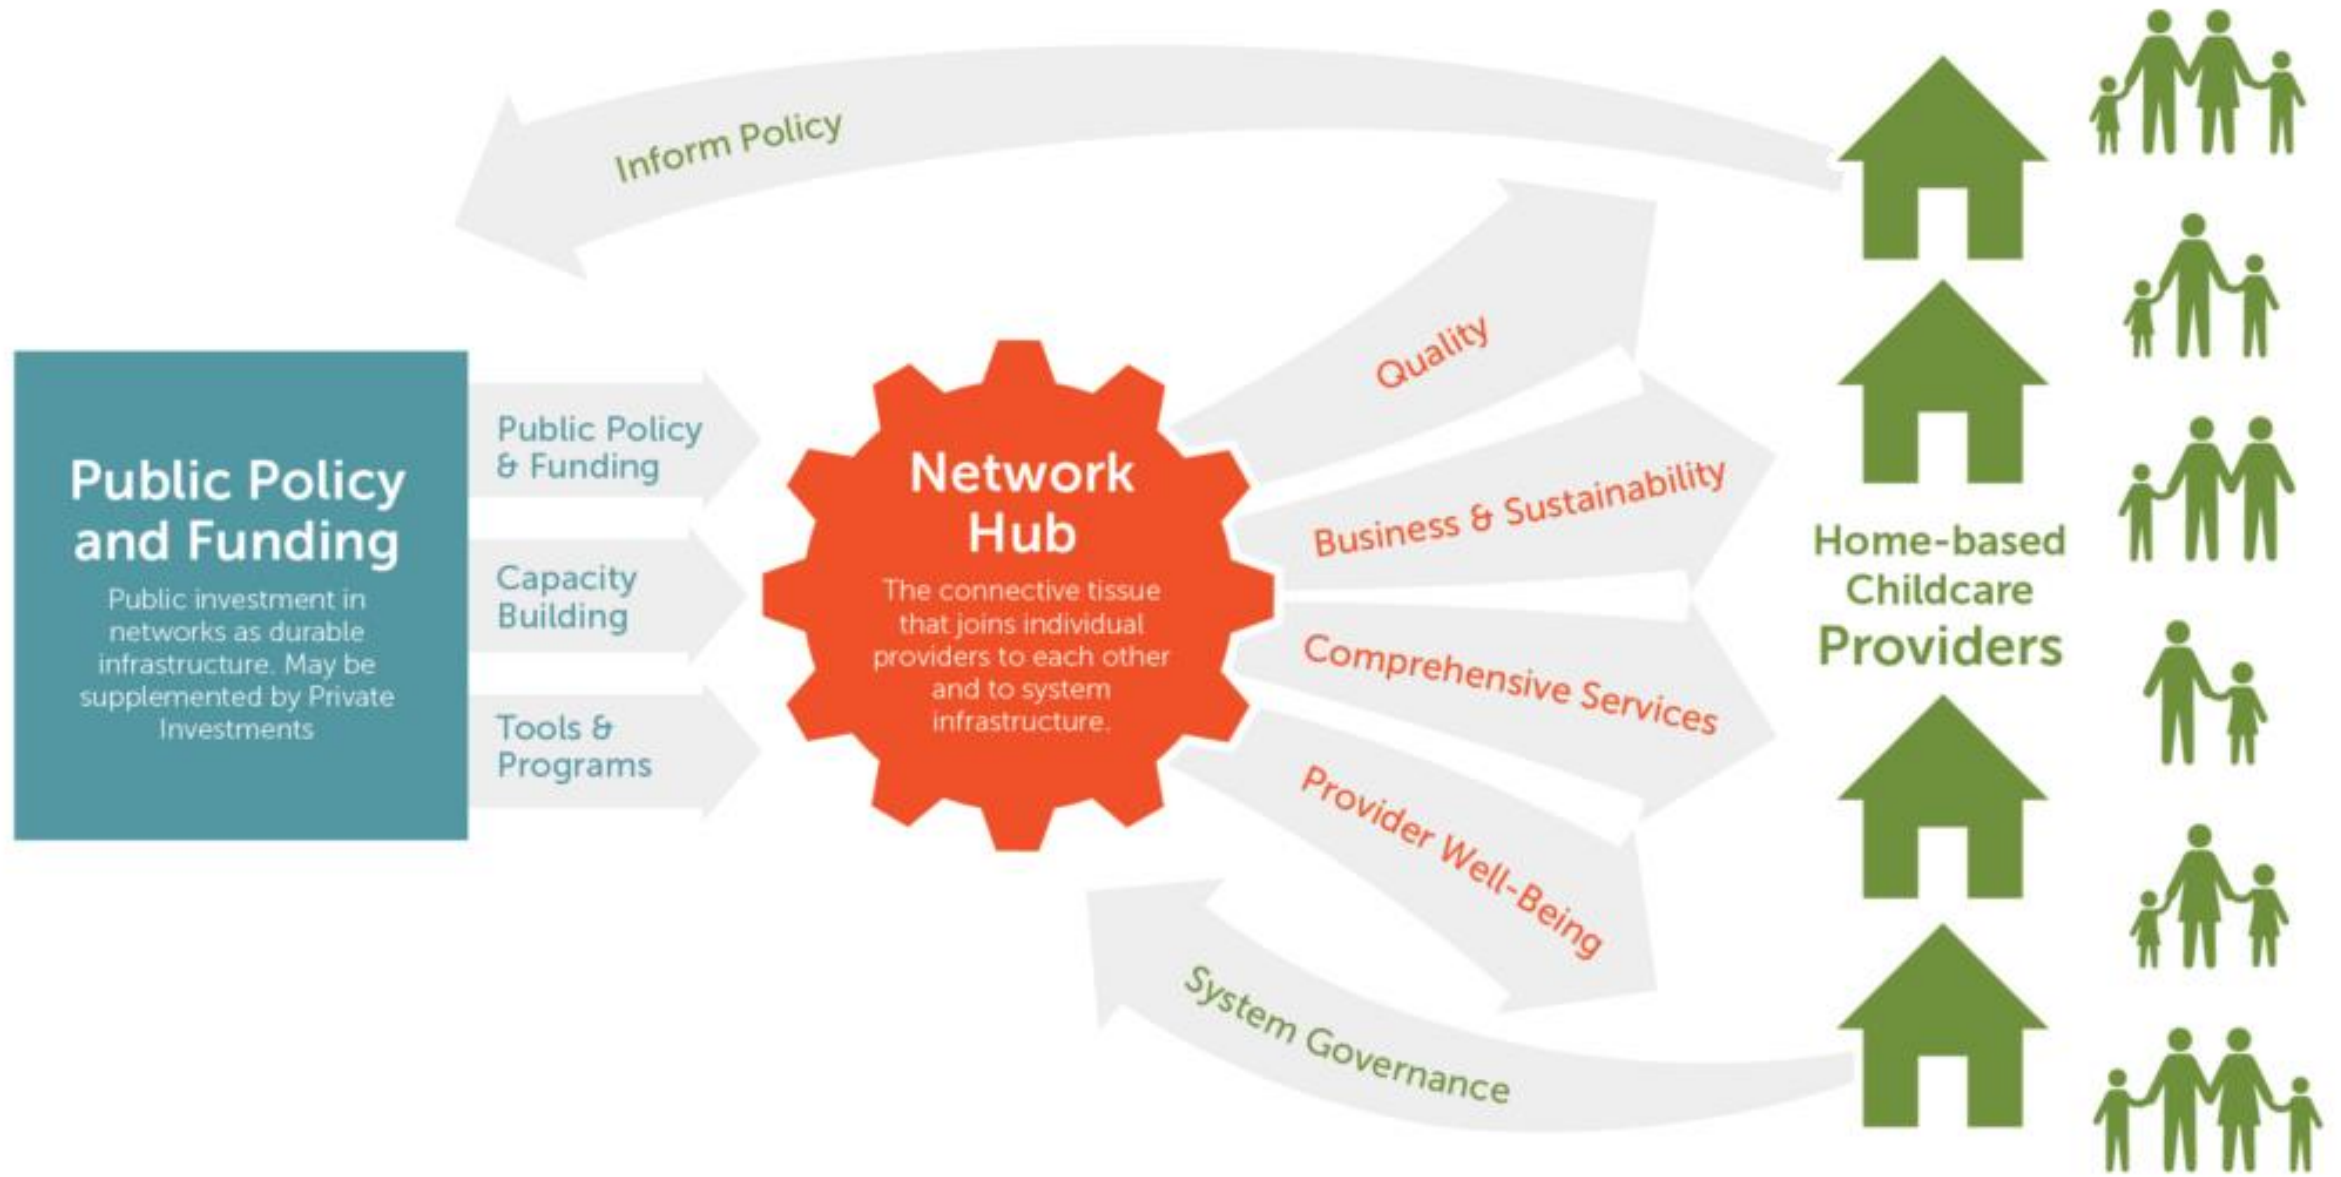 Inform Policy
Public Policy
and Funding
Public investment in
networks as durable
infrastructure. May be
supplemented by Private
Investments
Public Policy
& Funding
Capacity
Building
Tools &
Programs
Network
Hub
The connective tissue
that joins individual
providers to each other
and to system
infrastructure.
Quality
Business & Sustainability
Comprehensive Services
Provider Well-Being
System Governance
Home-based
Childcare
Providers